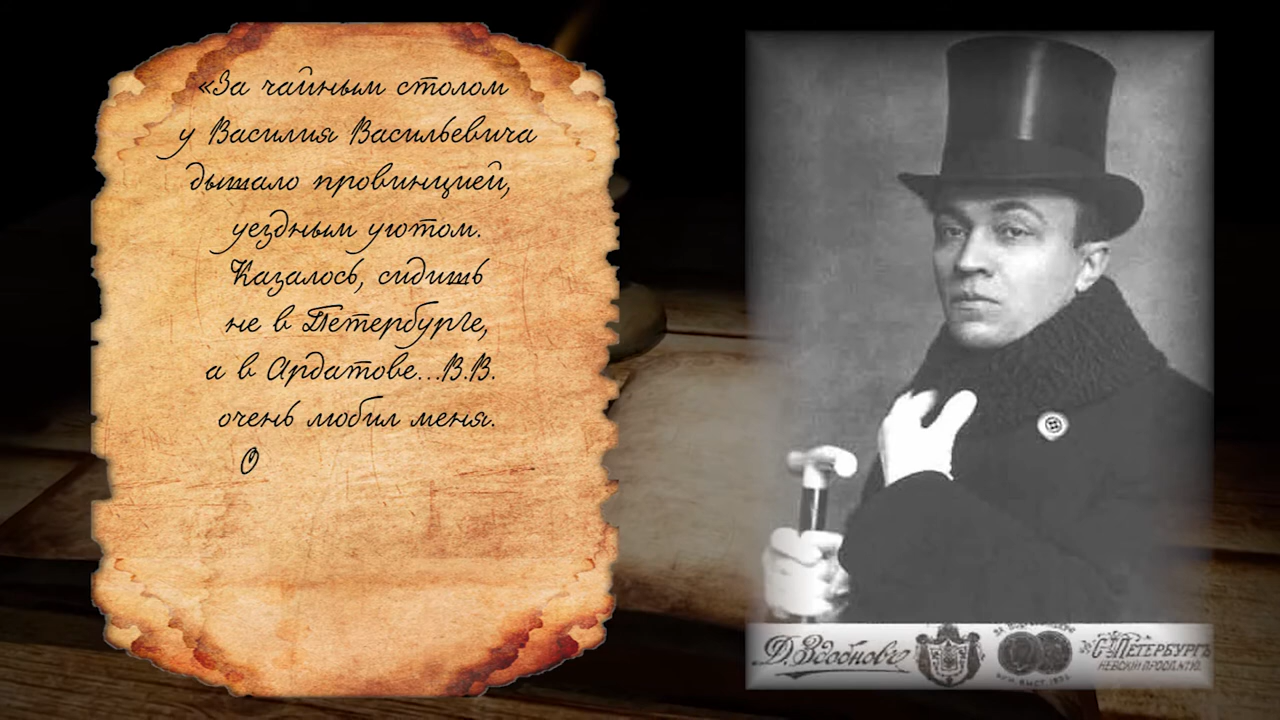 «За чайным столом
у Василия Васильевича
дышало провинцией,
уездным уютом.
Казалось, сидишь
не в Петербурге,
а в Ардатове...В.В.
очень любил меня.
О
Д. Здобновъ
С-ПЕТЕРБУРГЪ
НЕВСКІЙ ПРОСП.